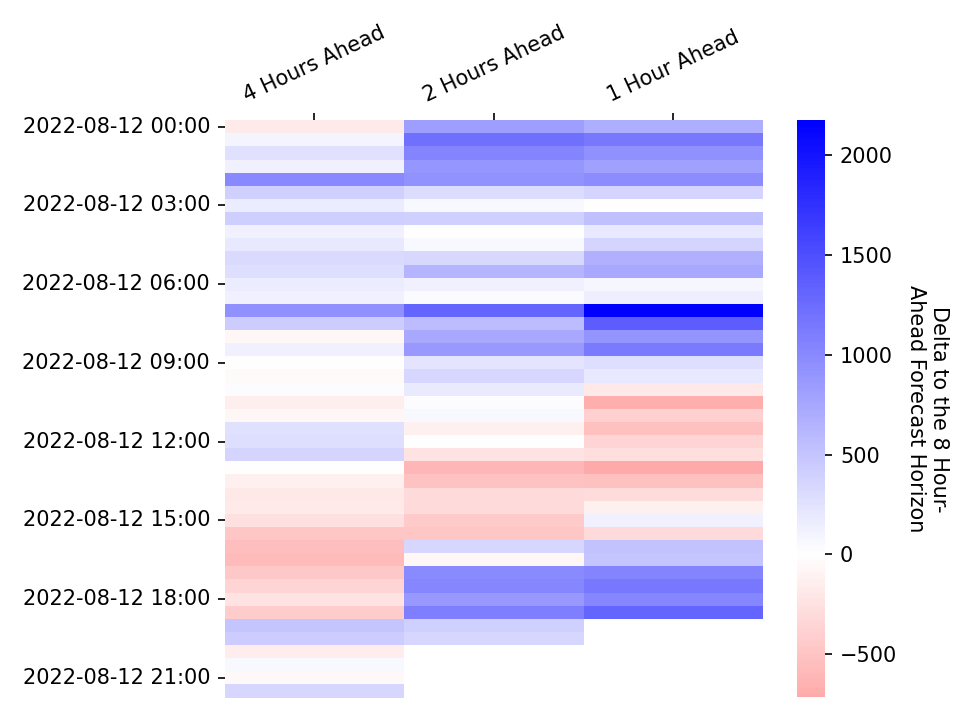 4 Hours Ahead
2 Hours Ahead
1 Hour Ahead
2022-08-12 00:00
2022-08-12 03:00
2022-08-12 06:00
2022-08-12 09:00
2022-08-12 12:00
2022-08-12 15:00
2022-08-12 18:00
2022-08-12 21:00
2000
1500
1000
500
0
−500
Delta to the 8 Hour-
Ahead Forecast Horizon